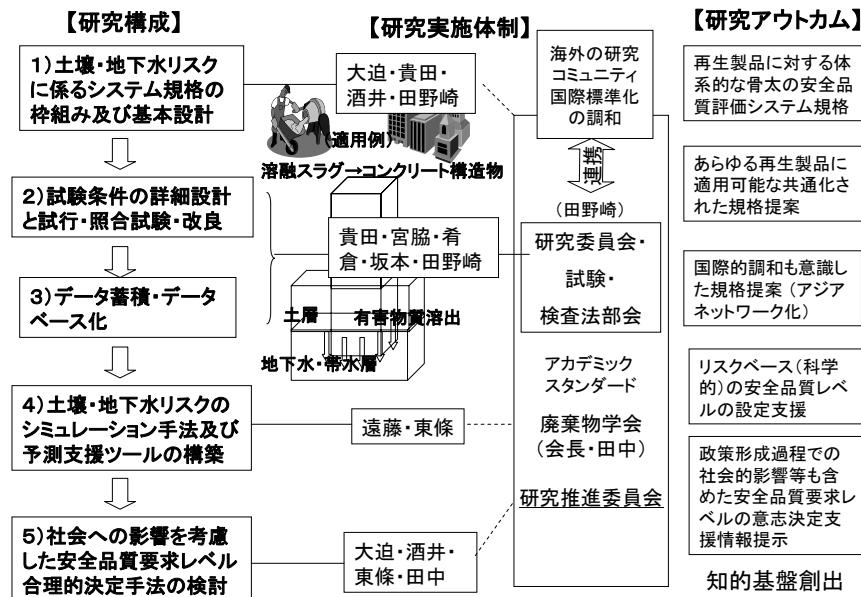 【研究構成】
1)土壌・地下水リスク
に係るシステム規格の
枠組み及び基本設計
2)試験条件の詳細設計
と試行・照合試験・改良
3)データ蓄積・データ
ベース化
4)土壌・地下水リスクの
シミュレーション手法及び
予測支援ツールの構築
5)社会への影響を考慮
した安全品質要求レベル
合理的決定手法の検討
【研究実施体制】
大迫・貴田・
酒井・田野崎
(適用例)
溶融スラグ→コンクリート構造物
貴田・宮脇・肴
倉・坂本・田野崎
土層
有害物質溶出
地下水・帯水層
遠藤・東條
大迫・酒井・
東條・田中
海外の研究
コミュニティ
国際標準化
の調和
連携
(田野崎)
研究委員会・
試験・
検査法部会
アカデミック
スタンダード
廃棄物学会
(会長・田中)
研究推進委員会
【研究アウトカム】
再生製品に対する体
系的な骨太の安全品
質評価システム規格
あらゆる再生製品に
適用可能な共通化さ
れた規格提案
国際的調和も意識し
た規格提案(アジア
ネットワーク化)
リスクベース(科学
的)の安全品質レベ
ルの設定支援
政策形成過程での
社会的影響等も含
めた安全品質要求レ
ベルの意志決定支
援情報提示
知的基盤創出